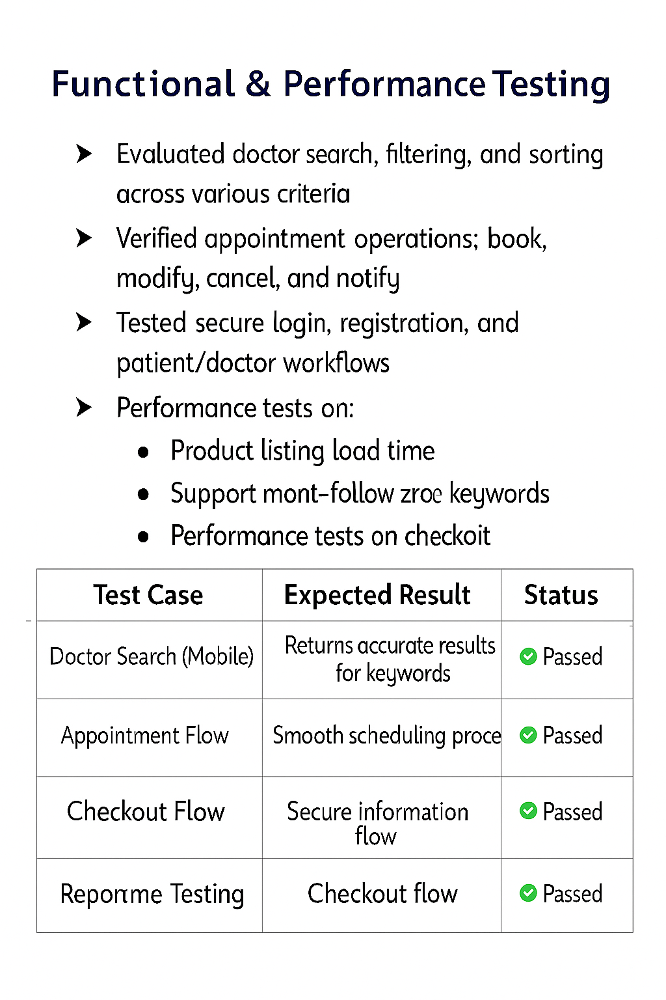 Functional & Performance Testing
➤ Evaluated doctor search, filtering, and sorting
across various criteria
➤ Verified appointment operations; book,
modify, cancel, and notify
➤ Tested secure login, registration, and
patient/doctor workflows
➤ Performance tests on:
● Product listing load time
● Support mont-follow zroe keywords
● Performance tests on checkoit
Test Case Expected Result Status
Doctor Search (Mobile) Returns accurate results
for keywords ✅ Passed
Appointment Flow Smooth scheduling proce ✅ Passed
Checkout Flow Secure information
flow ✅ Passed
Testing Checkout flow ✅ Passed